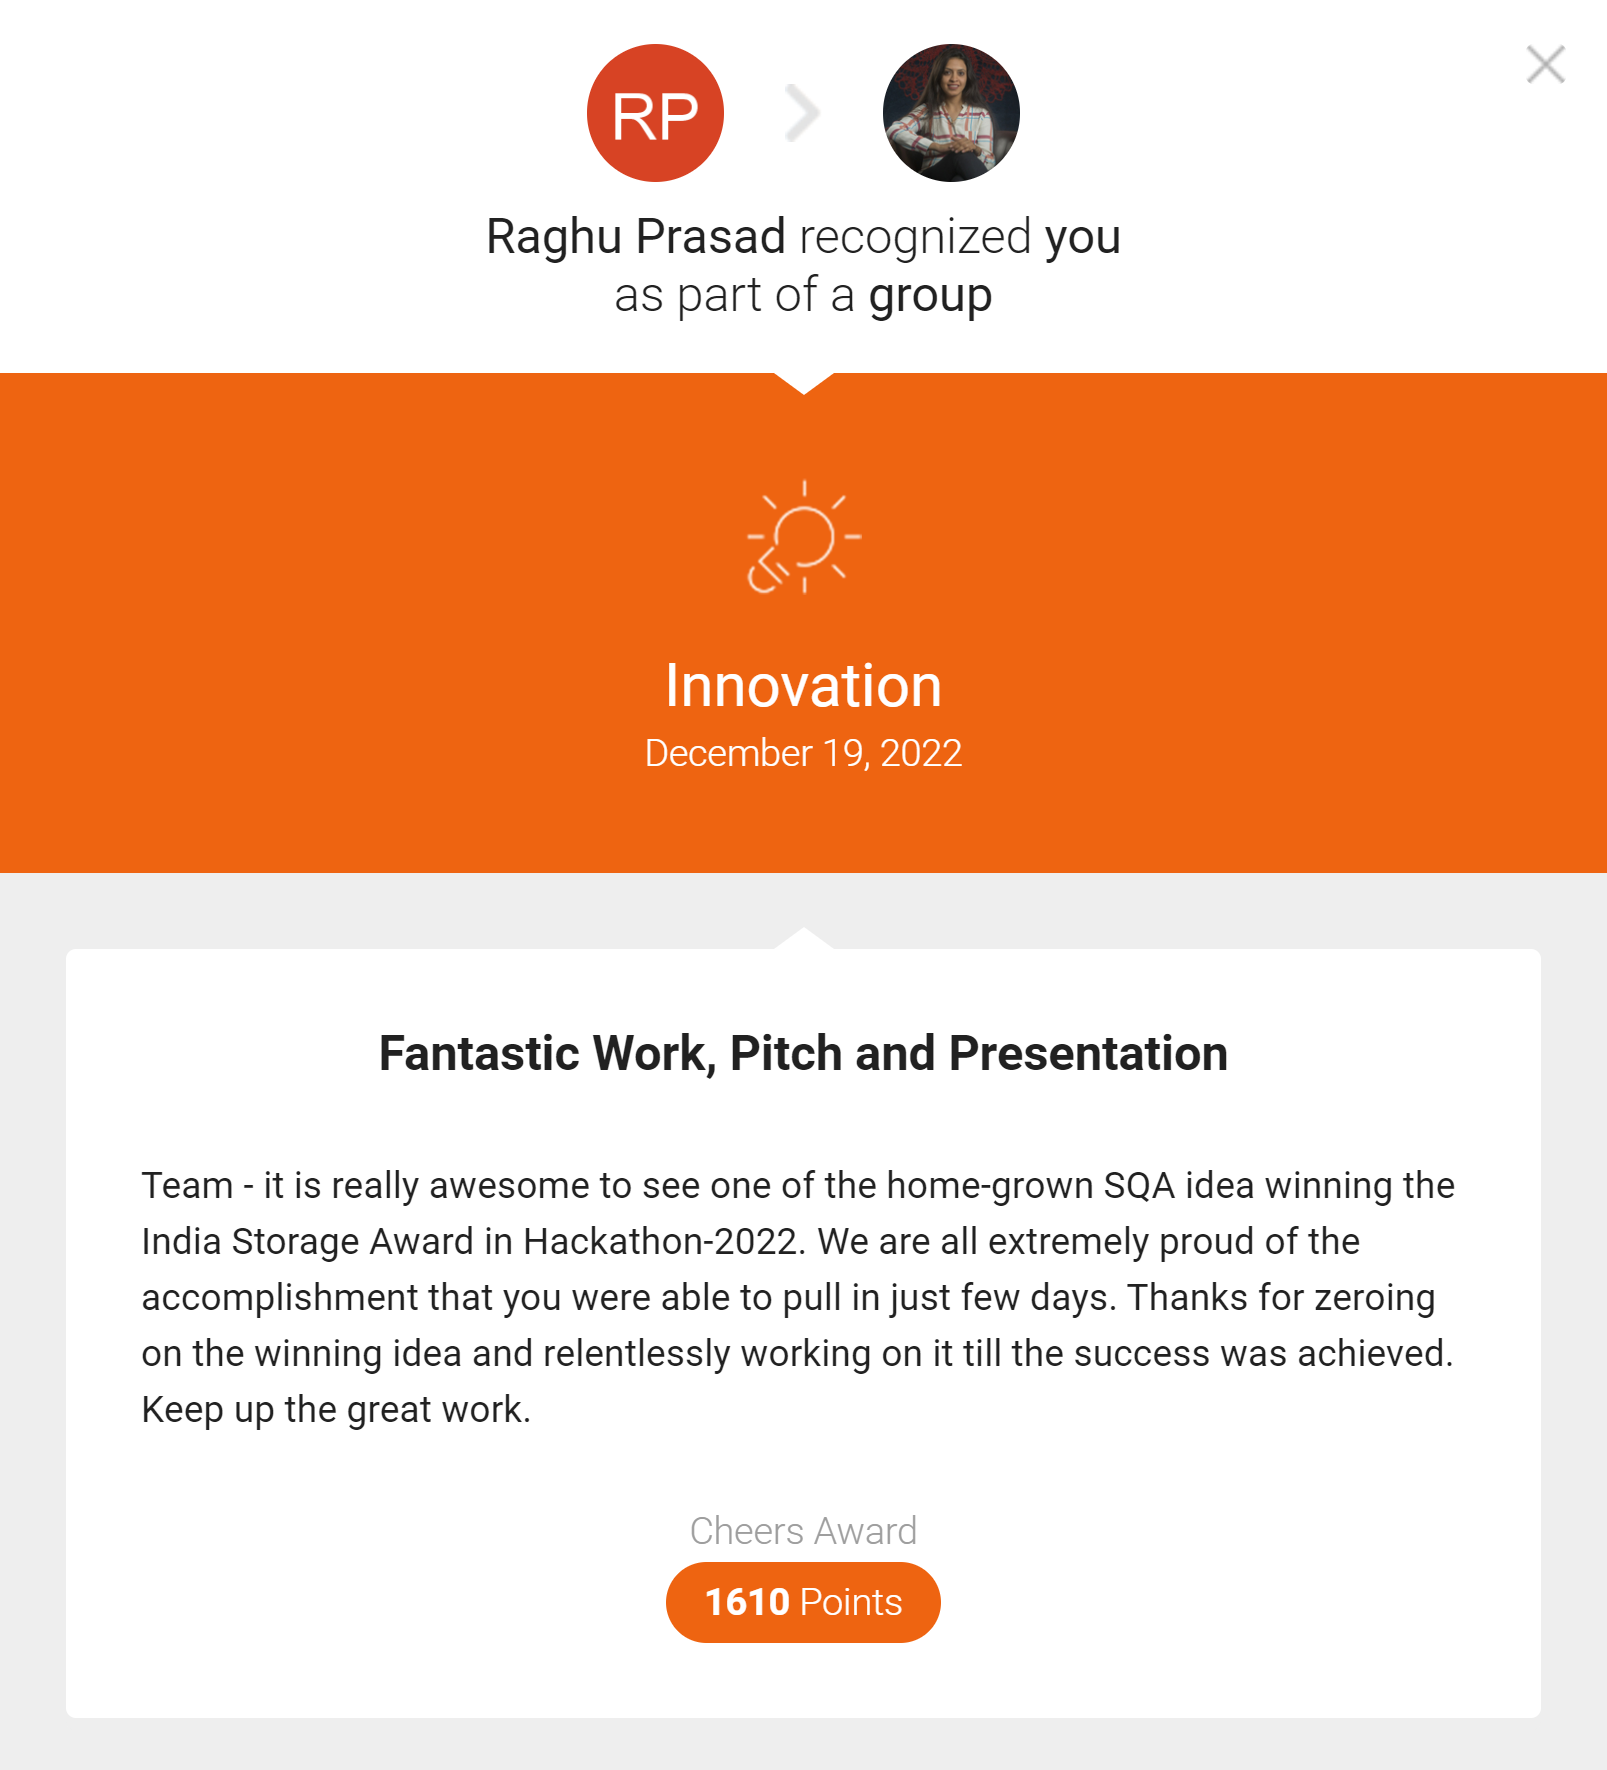 RP
Raghu Prasad recognized you
as part of a group
Innovation
December 19, 2022
Fantastic Work, Pitch and Presentation
Team - it is really awesome to see one of the home-grown SQA idea winning the
India Storage Award in Hackathon-2022. We are all extremely proud of the
accomplishment that you were able to pull in just few days. Thanks for zeroing
on the winning idea and relentlessly working on it till the success was achieved.
Keep up the great work.
Cheers Award
1610 Points